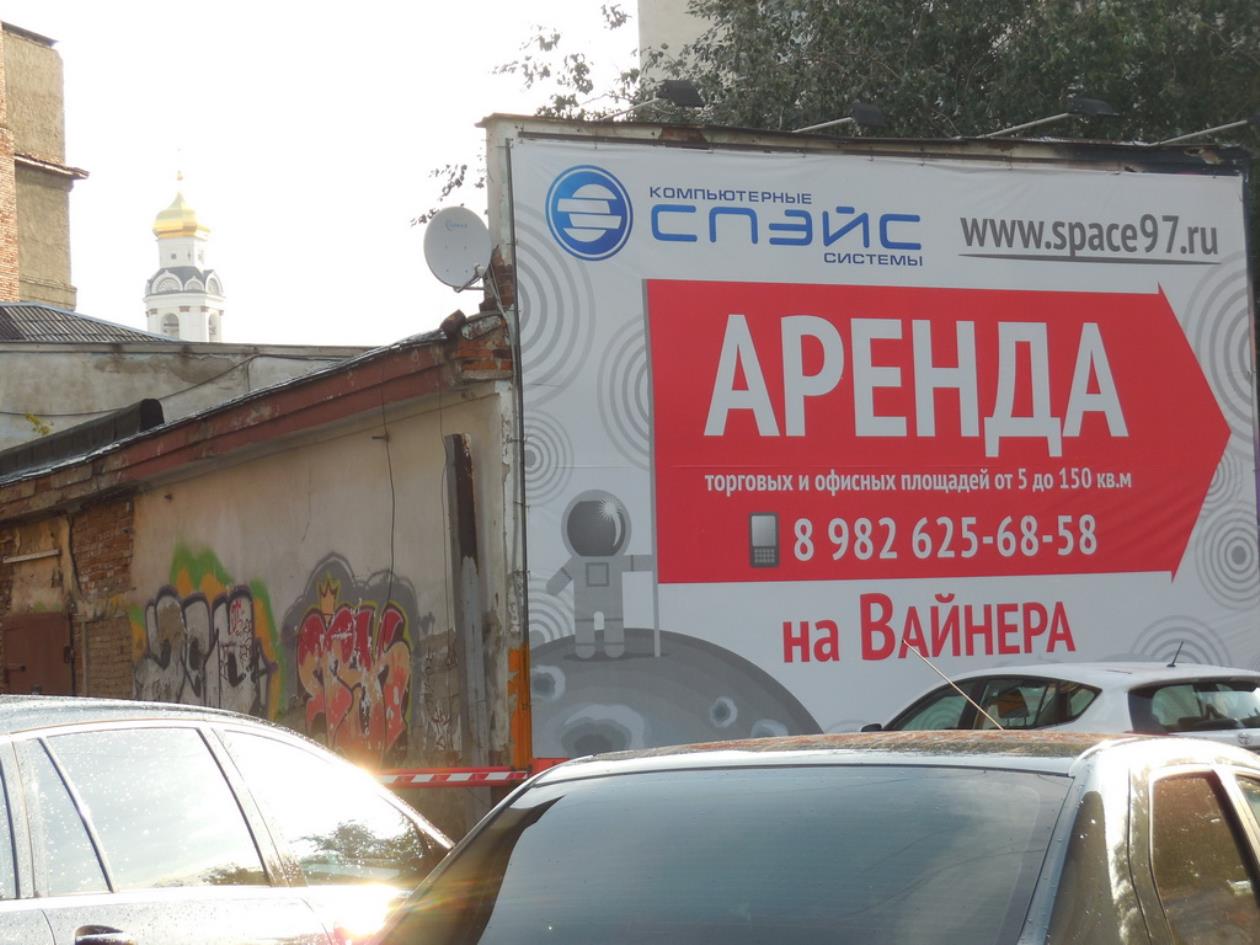 КОМПЬЮТЕРНЫЕ
СПЭЙС
СИСТЕМЫ
www.space97.ru
АРЕНДА
торговых и офисных площадей от 5 до 150 кв.м
8 982 625-68-58
на ВАЙНЕРА